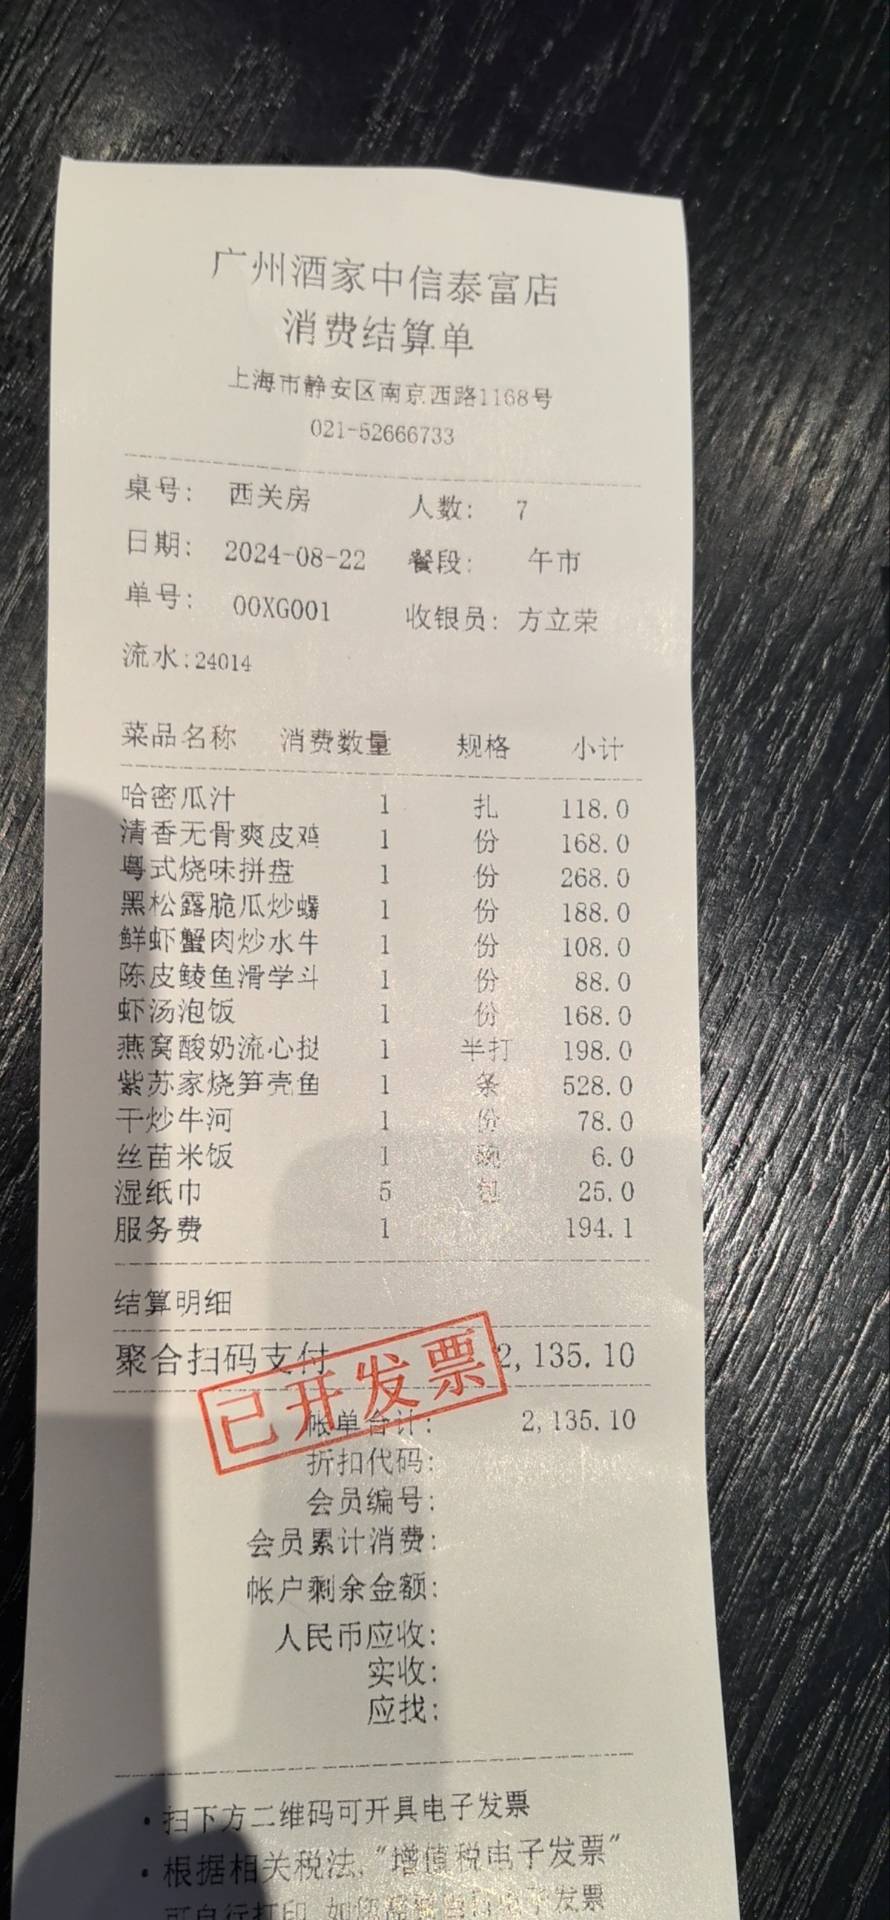 广州酒家中信泰富店
消费结算单
上海市静安区南京西路1168号
021-52666733
桌号: 西关房 人数: 7
日期: 2024-08-22 餐段: 午市
单号: 00XG001 收银员: 方立荣
流水:24014
菜品名称 消费数量 规格 小计
哈密瓜汁 1 扎 118.0
清香无骨爽皮鸡 1 份 168.0
粤式烧味拼盘 1 份 268.0
黑松露脆瓜炒螺 1 份 188.0
鲜虾蟹肉炒水牛 1 份 108.0
陈皮鲮鱼滑学斗 1 份 88.0
虾汤泡饭 1 份 168.0
燕窝酸奶流心挞 1 半打 198.0
紫苏家烧笋壳鱼 1 条 528.0
干炒牛河 1 份 78.0
丝苗米饭 1 碗 6.0
湿纸巾 5 包 25.0
服务费 1 194.1
结算明细
聚合扫码支付 2,135.10
已开发票
帐单合计: 2,135.10
折扣代码:
会员编号:
会员累计消费:
帐户剩余金额:
人民币应收:
实收:
应找:
·扫下方二维码可开具电子发票
·根据相关税法,"增值税电子发票"
可自行打印,如您 电子发票